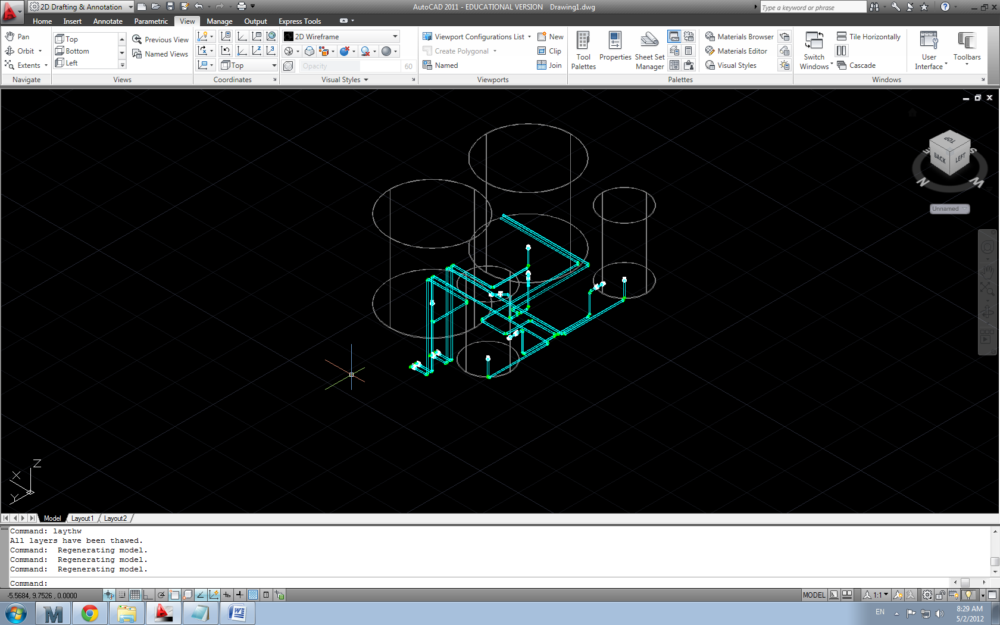 2D Drafting & Annotation
AutoCAD 2011 - EDUCATIONAL VERSION Drawing1.dwg
Type a keyword or phrase
Home Insert Annotate Parametric View Manage Output Express Tools
Pan
Orbit
Extents
Navigate
Top
Bottom
Left
Previous View
Named Views
Views
Top
Coordinates
2D Wireframe
Opacity 60
Visual Styles
Viewport Configurations List
Create Polygonal
Named
New
Clip
Join
Viewports
Tool
Palettes
Properties
Sheet Set
Manager
Materials Browser
Materials Editor
Visual Styles
Palettes
Switch
Windows
Tile Horizontally
Cascade
User
Interface
Toolbars
Windows
TOP
BACK
LEFT
S
N
W
Unnamed
Z
X
Y
Model Layout1 Layout2
Command: laythw
All layers have been thawed.
Command:  Regenerating model.
Command:  Regenerating model.
Command:  Regenerating model.
Command:
-5.5684, 9.7526 , 0.0000
MODEL
1:1
EN
8:29 AM
5/2/2012